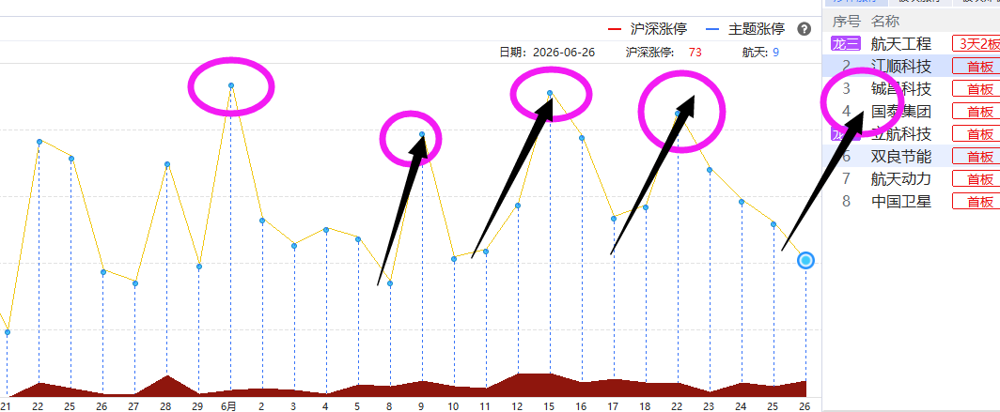 沪深涨停 主题涨停 ?
日期: 2026-06-26 沪深涨停: 73 航天: 9
序号 名称
龙三 航天工程 3天2板
2 江顺科技 首板
3 铖昌科技 首板
4 国泰集团 首板
立航科技 首板
6 双良节能 首板
7 航天动力 首板
8 中国卫星 首板
21 22 25 26 27 28 29 6月 2 3 4 5 8 9 10 11 12 15 16 17 18 22 23 24 25 26